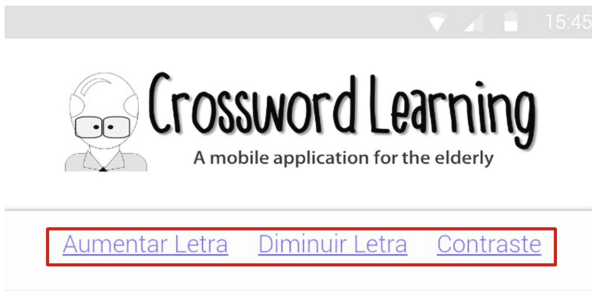 15:45
Crossword Learning
A mobile application for the elderly
Aumentar Letra Diminuir Letra Contraste